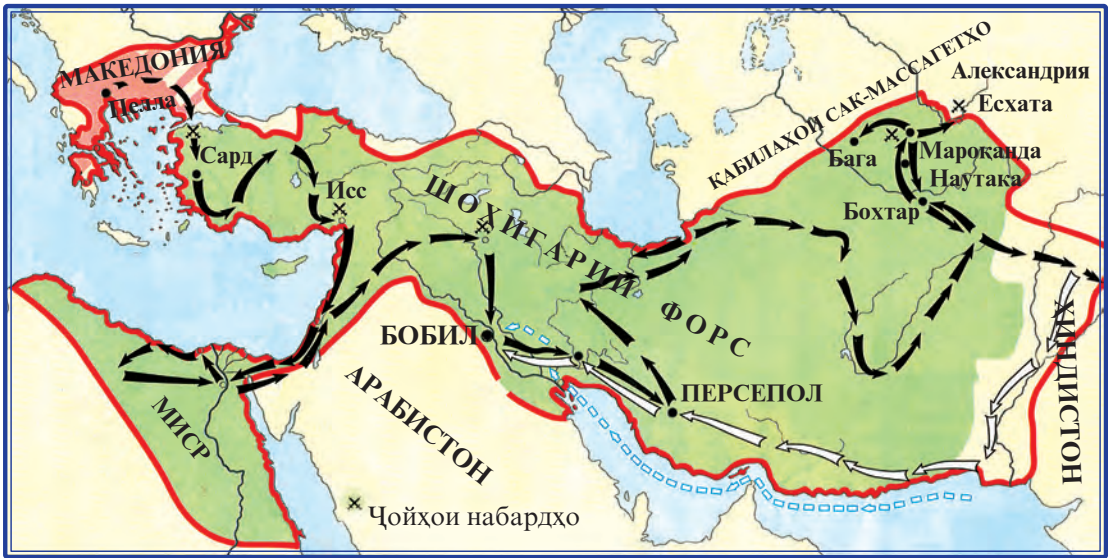 МАКЕДОНИЯ
Пелла
Сард
Исс
ШОҲИГАРИИ
ФОРС
ҚАБИЛАҲОИ САК-МАССАГЕТҲО
Александрия
Есхата
Бага
Мароқанда
Наутака
Бохтар
БОБИЛ
ПЕРСЕПОЛ
АРАБИСТОН
МИСР
ҲИНДИСТОН
Ҷойҳои набардҳо